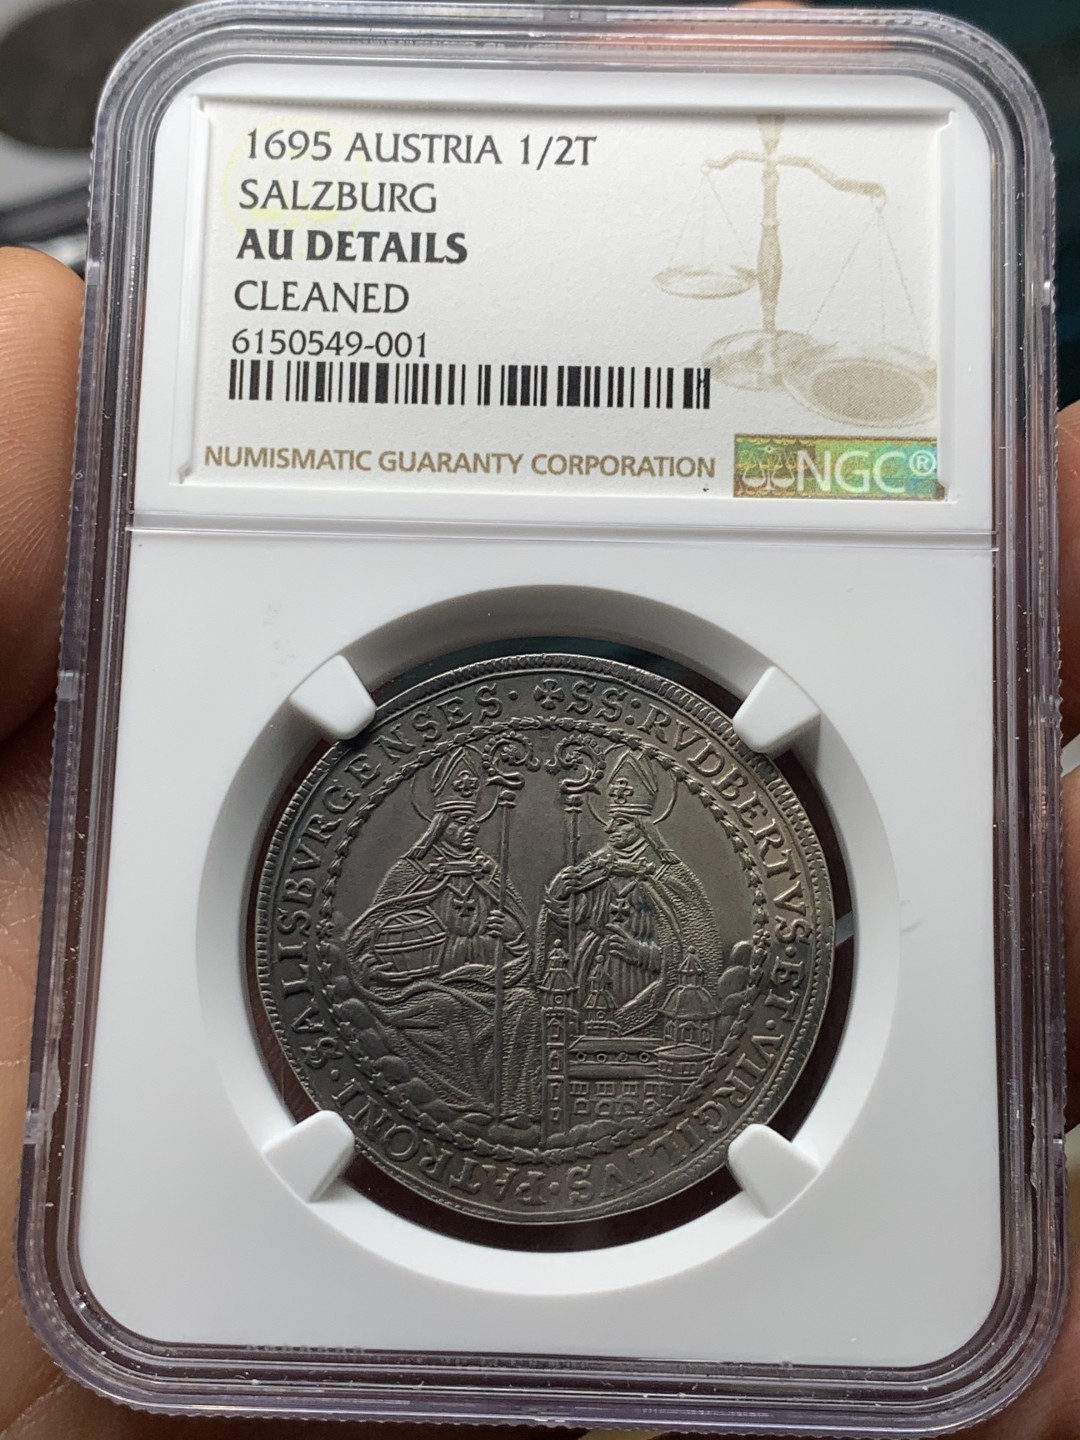 1695 AUSTRIA 1/2T
SALZBURG
AU DETAILS
CLEANED
6150549-001
NUMISMATIC GUARANTY CORPORATION
NGC®
✠SS:RVDBERTVS·ET·VIRGILIVS·PATRONI·SALISBVRGENSES·